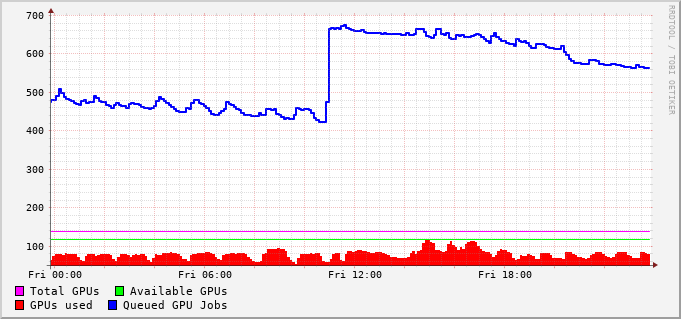 700
600
500
400
300
200
100
Fri 00:00 Fri 06:00 Fri 12:00 Fri 18:00
Total GPUs Available GPUs
GPUs used Queued GPU Jobs
RRDTOOL / TOBI OETIKER